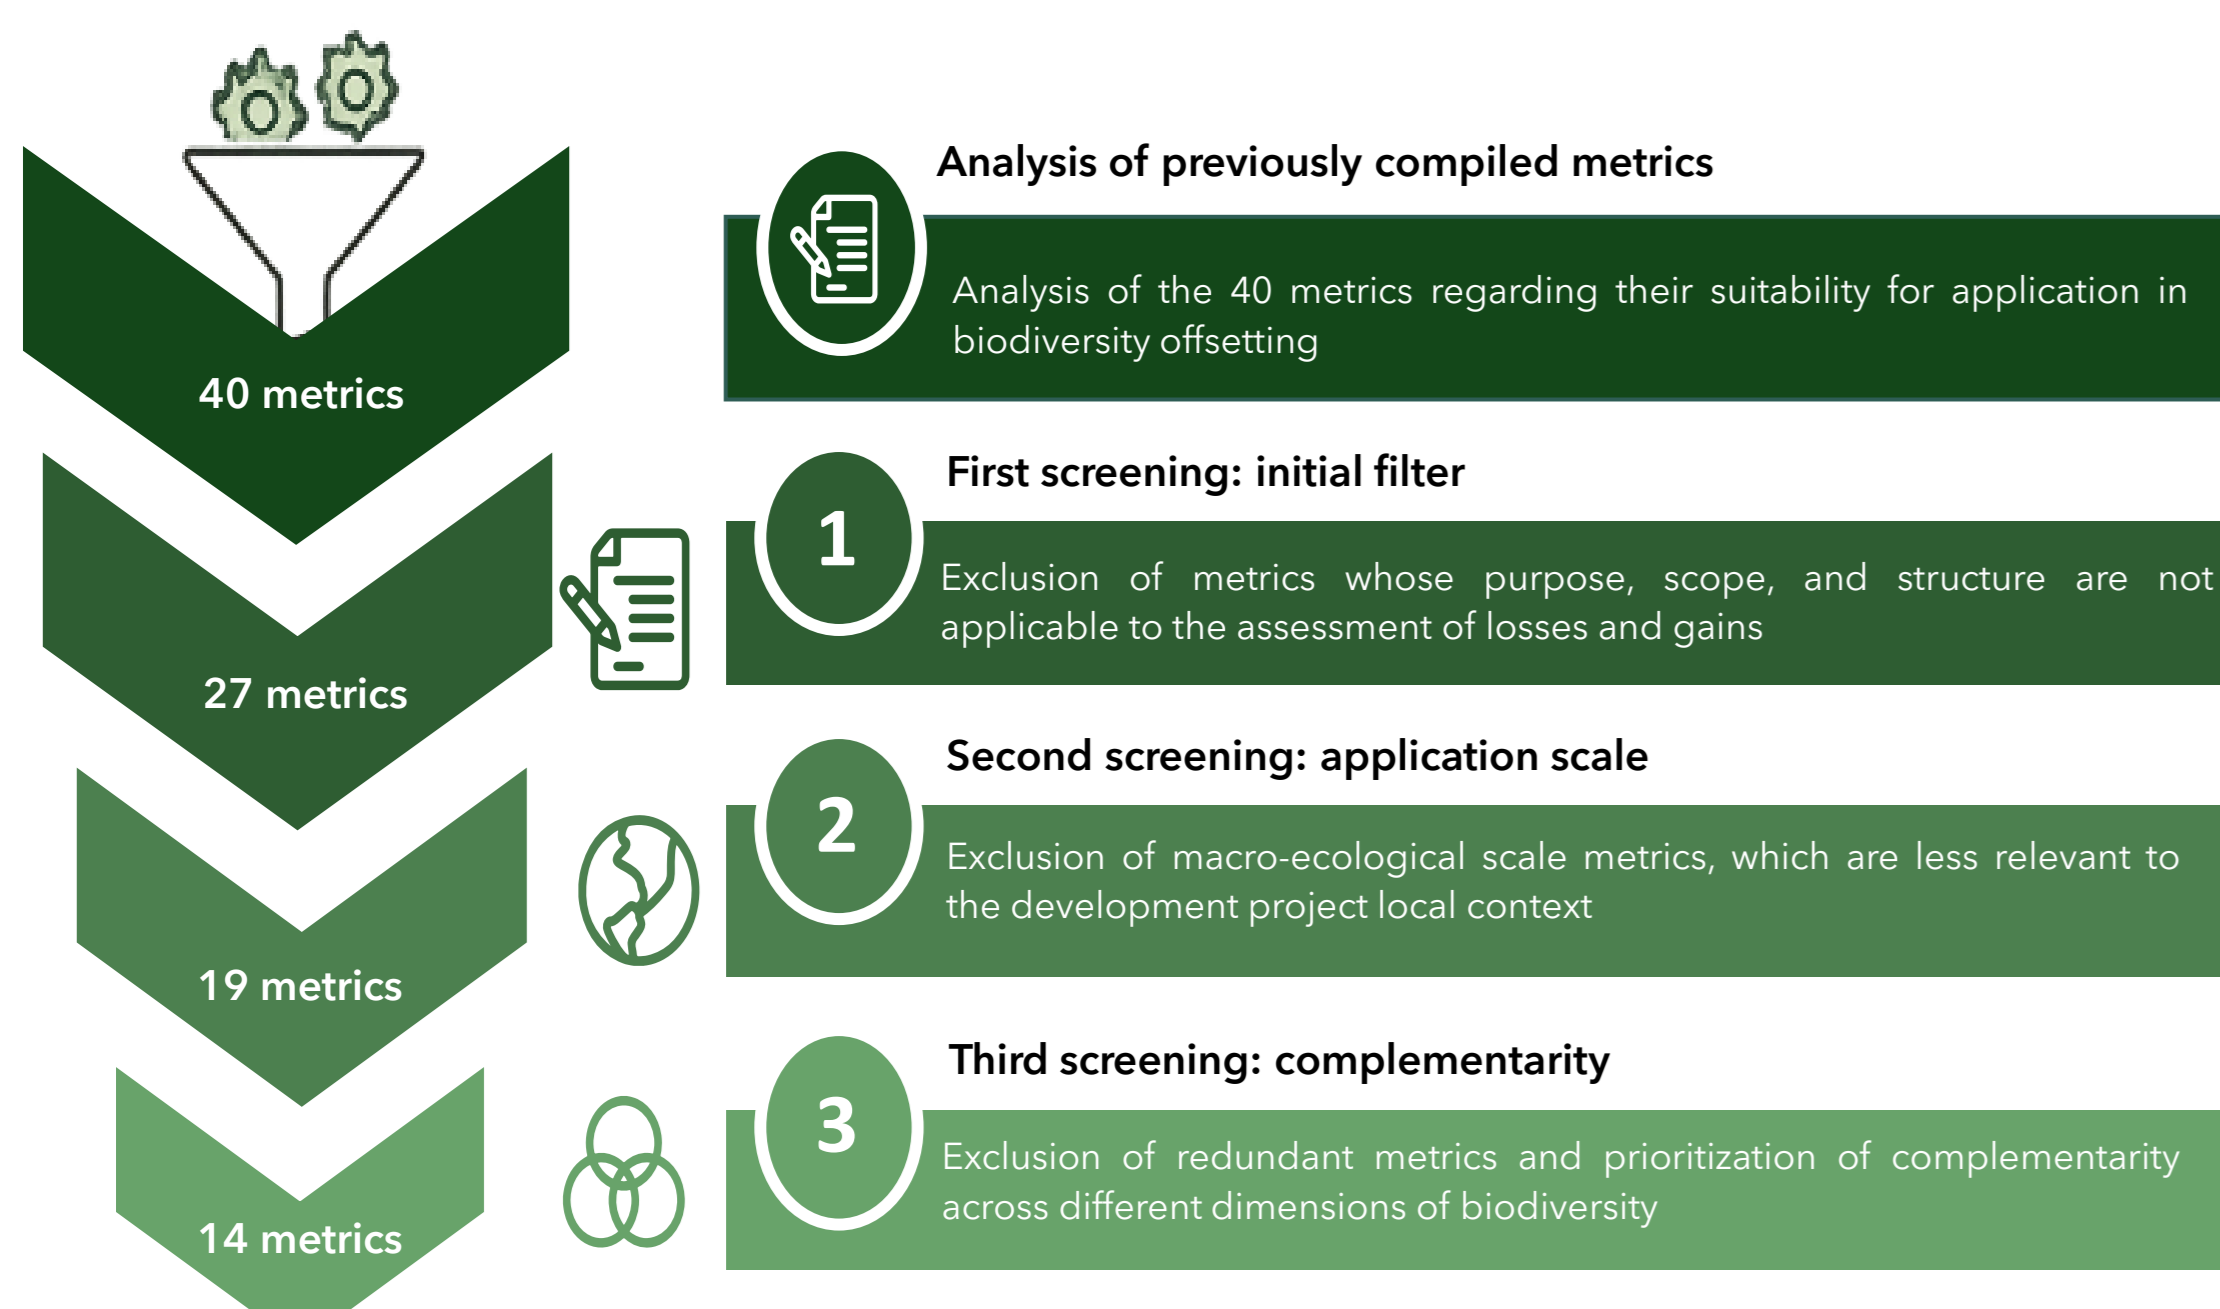 Analysis of previously compiled metrics
Analysis of the 40 metrics regarding their suitability for application in
biodiversity offsetting
40 metrics
First screening: initial filter
1
Exclusion of metrics whose purpose, scope, and structure are not
applicable to the assessment of losses and gains
27 metrics
Second screening: application scale
2
Exclusion of macro-ecological scale metrics, which are less relevant to
the development project local context
19 metrics
Third screening: complementarity
3
Exclusion of redundant metrics and prioritization of complementarity
across different dimensions of biodiversity
14 metrics